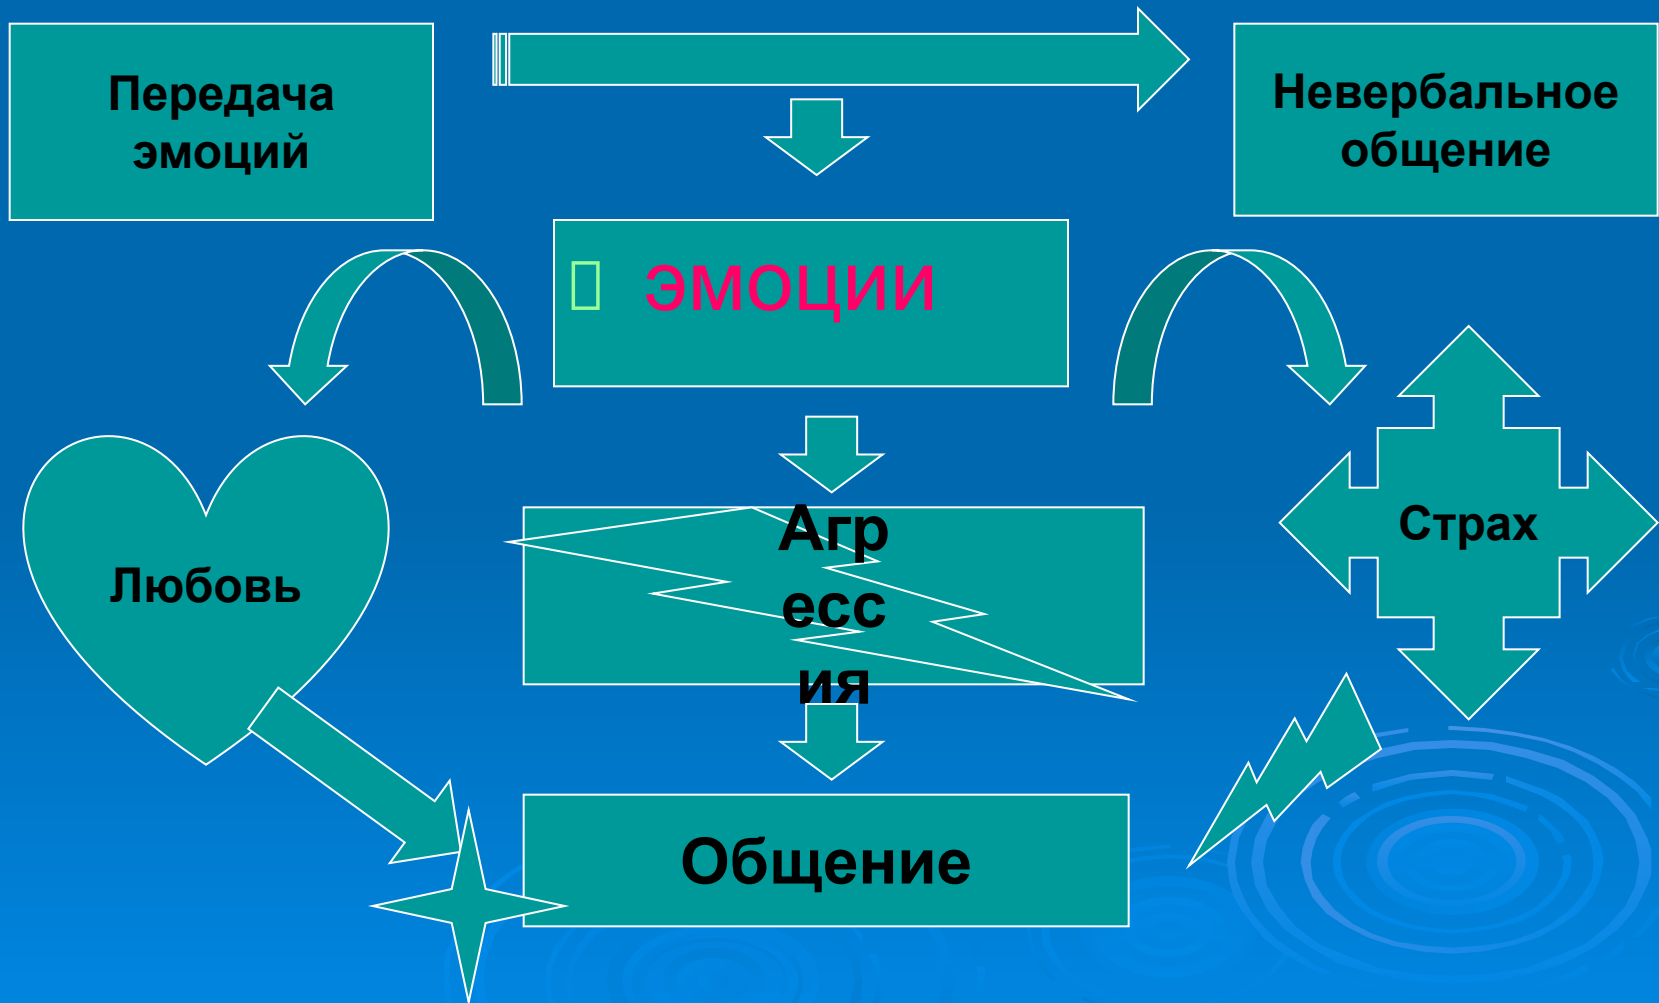 Передача
эмоций
Невербальное
общение
ЭМОЦИИ
Любовь
Агр
есс
ия
Страх
Общение